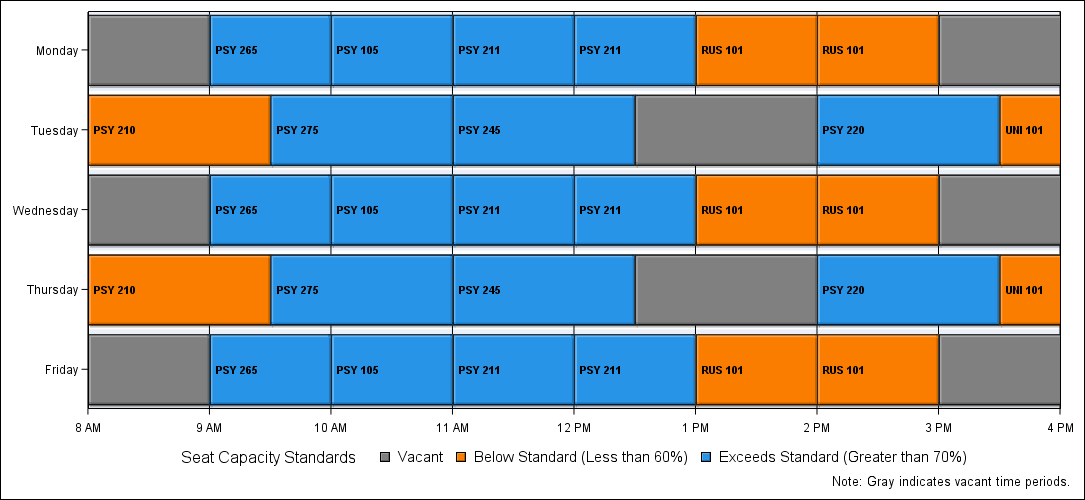 Monday
PSY 265 PSY 105 PSY 211 PSY 211 RUS 101 RUS 101
Tuesday
PSY 210 PSY 275 PSY 245 PSY 220 UNI 101
Wednesday
PSY 265 PSY 105 PSY 211 PSY 211 RUS 101 RUS 101
Thursday
PSY 210 PSY 275 PSY 245 PSY 220 UNI 101
Friday
PSY 265 PSY 105 PSY 211 PSY 211 RUS 101 RUS 101
8 AM 9 AM 10 AM 11 AM 12 PM 1 PM 2 PM 3 PM 4 PM
Seat Capacity Standards Vacant Below Standard (Less than 60%) Exceeds Standard (Greater than 70%)
Note: Gray indicates vacant time periods.